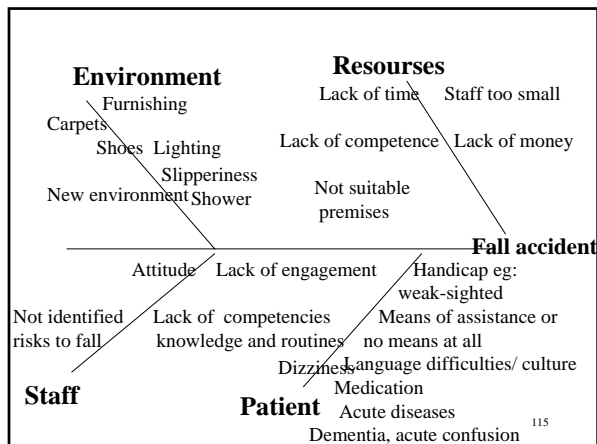 Environment
Furnishing
Carpets
Shoes Lighting
Slipperiness
New environment
Shower
Resourses
Lack of time
Staff too small
Lack of competence
Lack of money
Not suitable
premises
Fall accident
Attitude
Lack of engagement
Not identified
risks to fall
Lack of competencies
knowledge and routines
Staff
Handicap eg:
weak-sighted
Means of assistance or
no means at all
Dizziness
Language difficulties/ culture
Medication
Patient
Acute diseases
Dementia, acute confusion
115